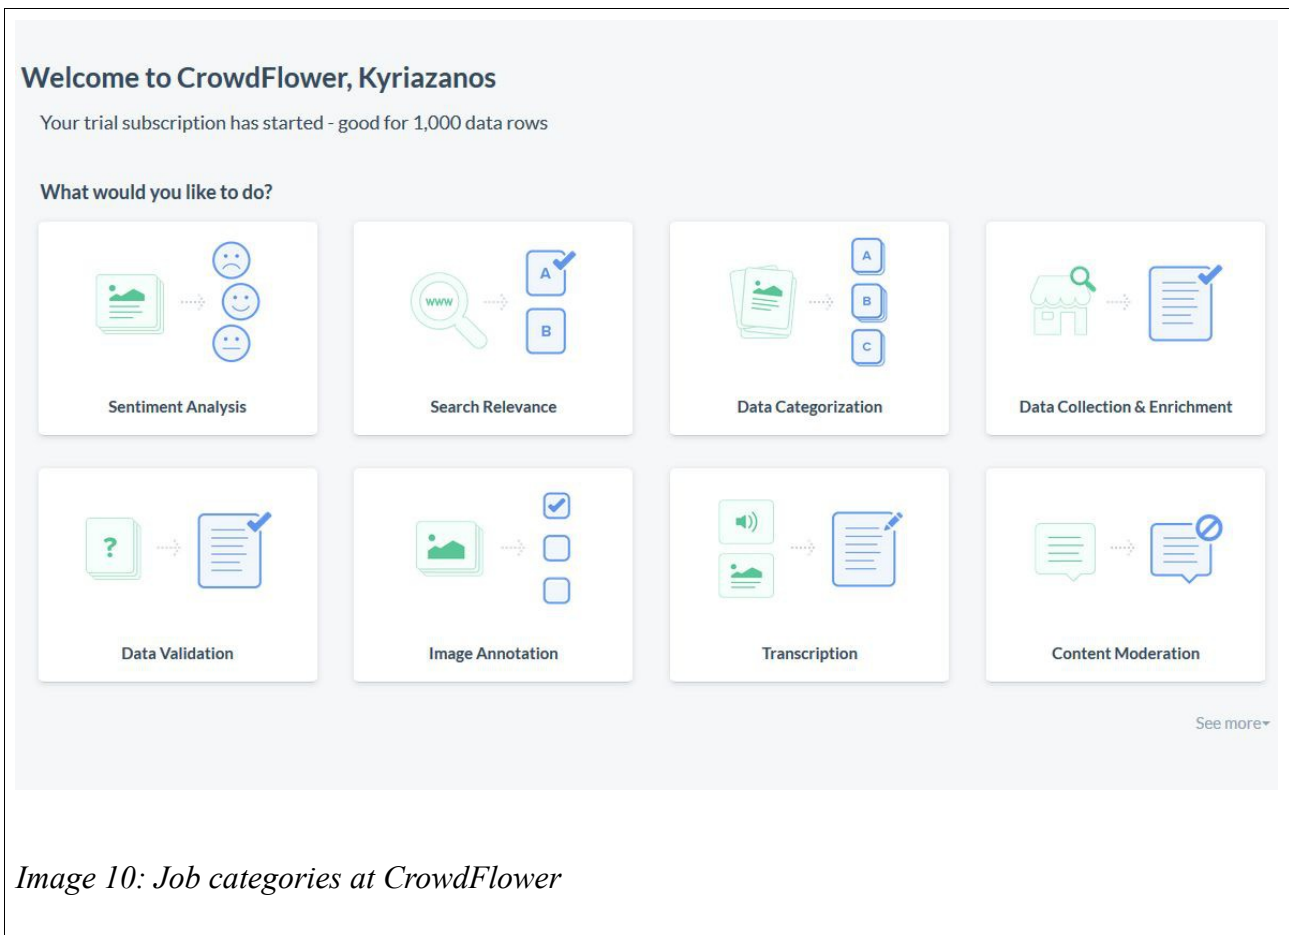 Welcome to CrowdFlower, Kyriazanos
Your trial subscription has started - good for 1,000 data rows
What would you like to do?
A
www
A
B
B
C
Sentiment Analysis
Search Relevance
Data Categorization
Data Collection & Enrichment
?
Data Validation
Image Annotation
Transcription
Content Moderation
See more
Image 10: Job categories at CrowdFlower